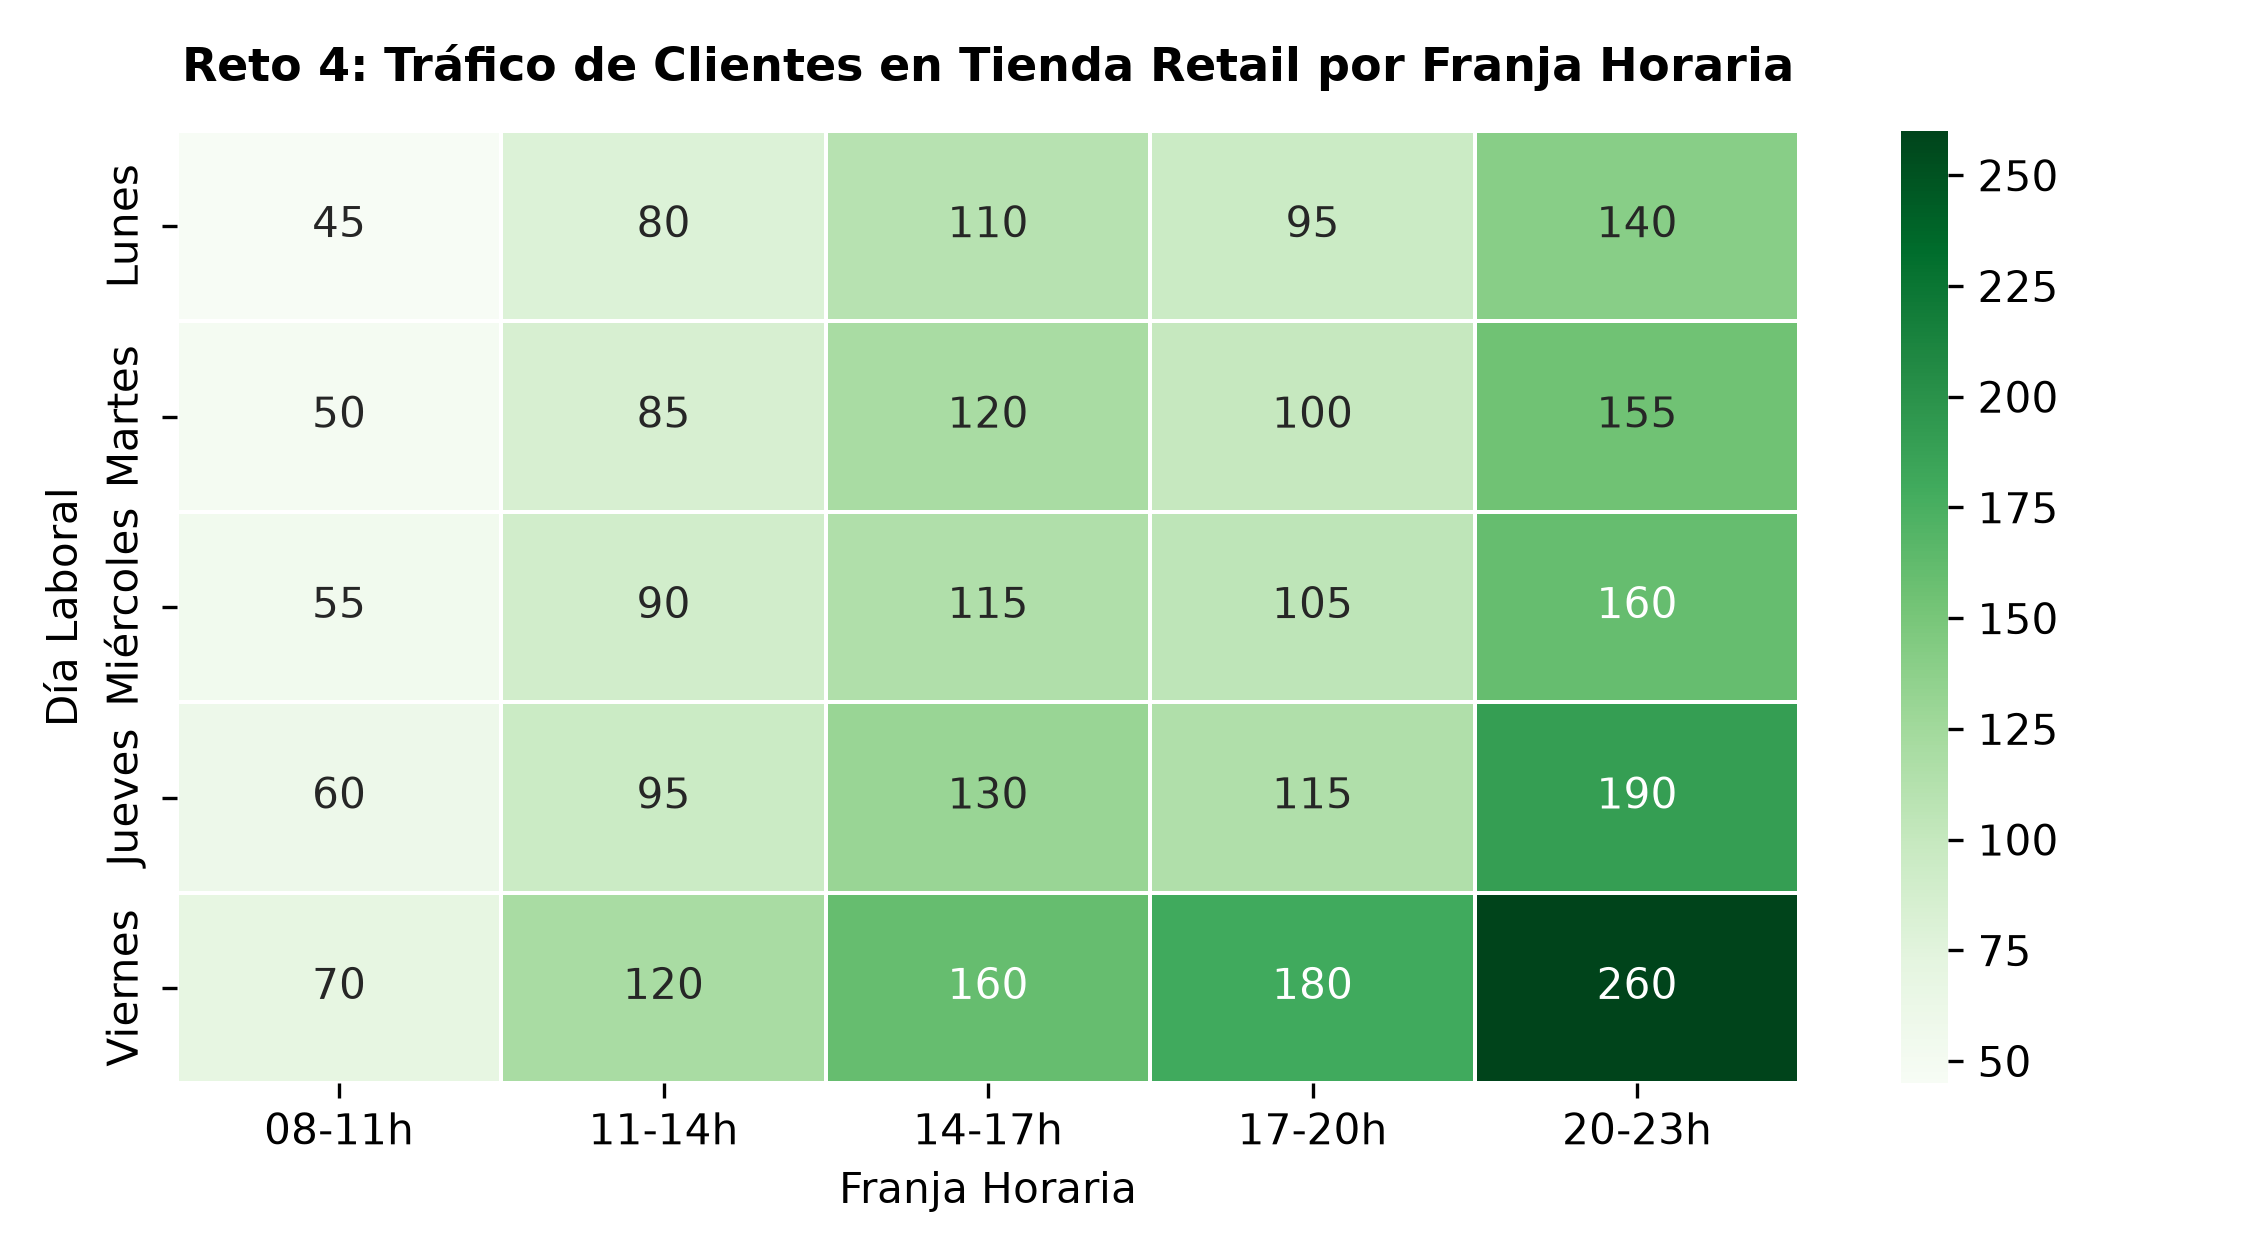 Reto 4: Tráfico de Clientes en Tienda Retail por Franja Horaria
Día Laboral
Lunes 45 80 110 95 140
Martes 50 85 120 100 155
Miércoles 55 90 115 105 160
Jueves 60 95 130 115 190
Viernes 70 120 160 180 260
08-11h 11-14h 14-17h 17-20h 20-23h
Franja Horaria
250
225
200
175
150
125
100
75
50